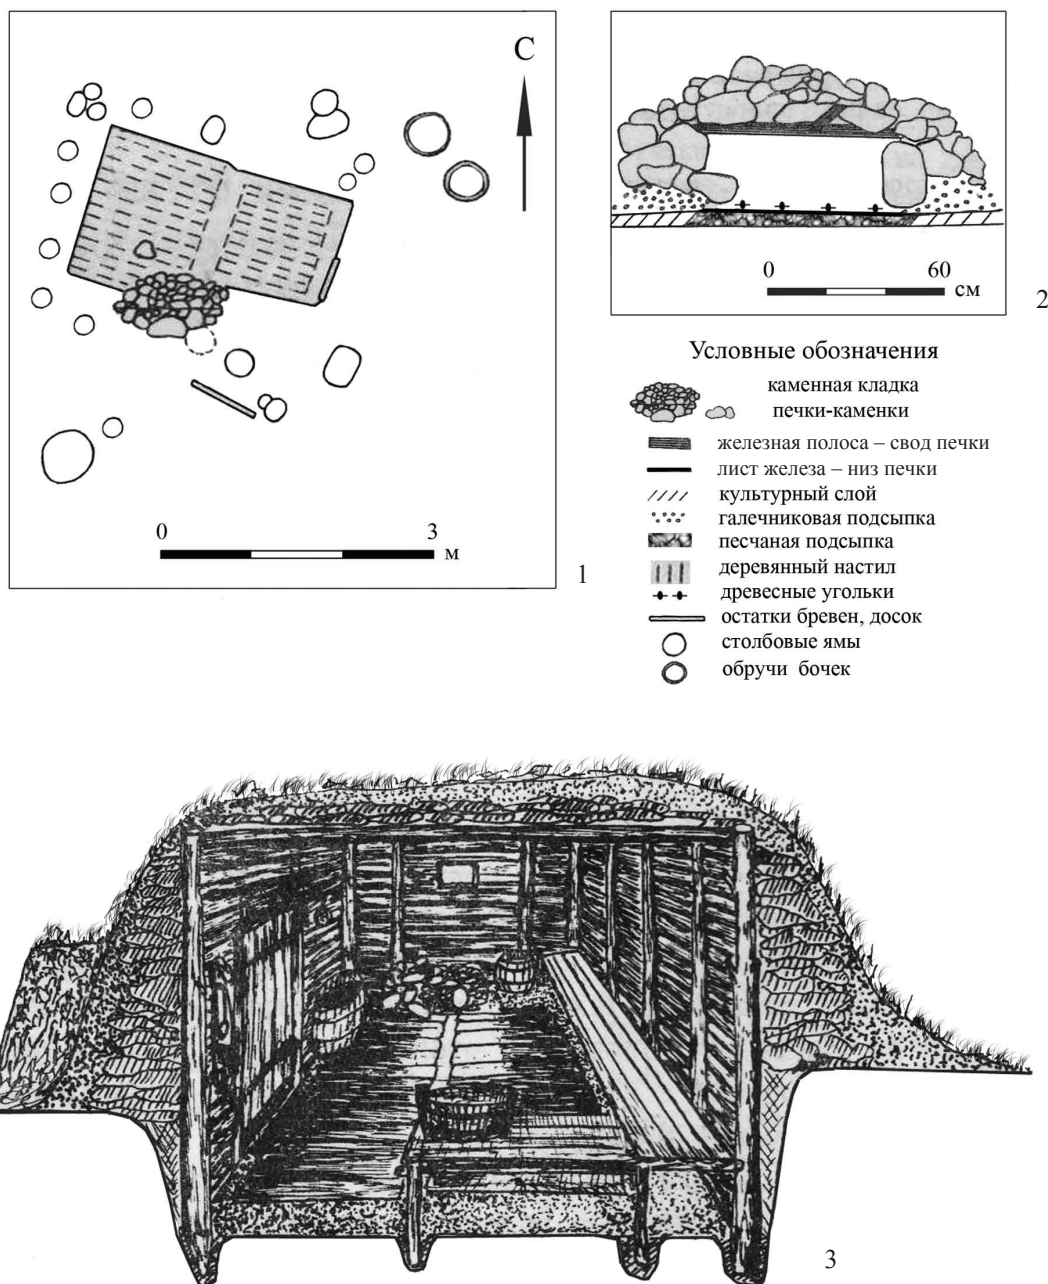 С
0 3
м
1
0 60
см
2
Условные обозначения
каменная кладка
печки-каменки
железная полоса – свод печки
лист железа – низ печки
культурный слой
галечниковая подсыпка
песчаная подсыпка
деревянный настил
древесные угольки
остатки бревен, досок
столбовые ямы
обручи бочек
3